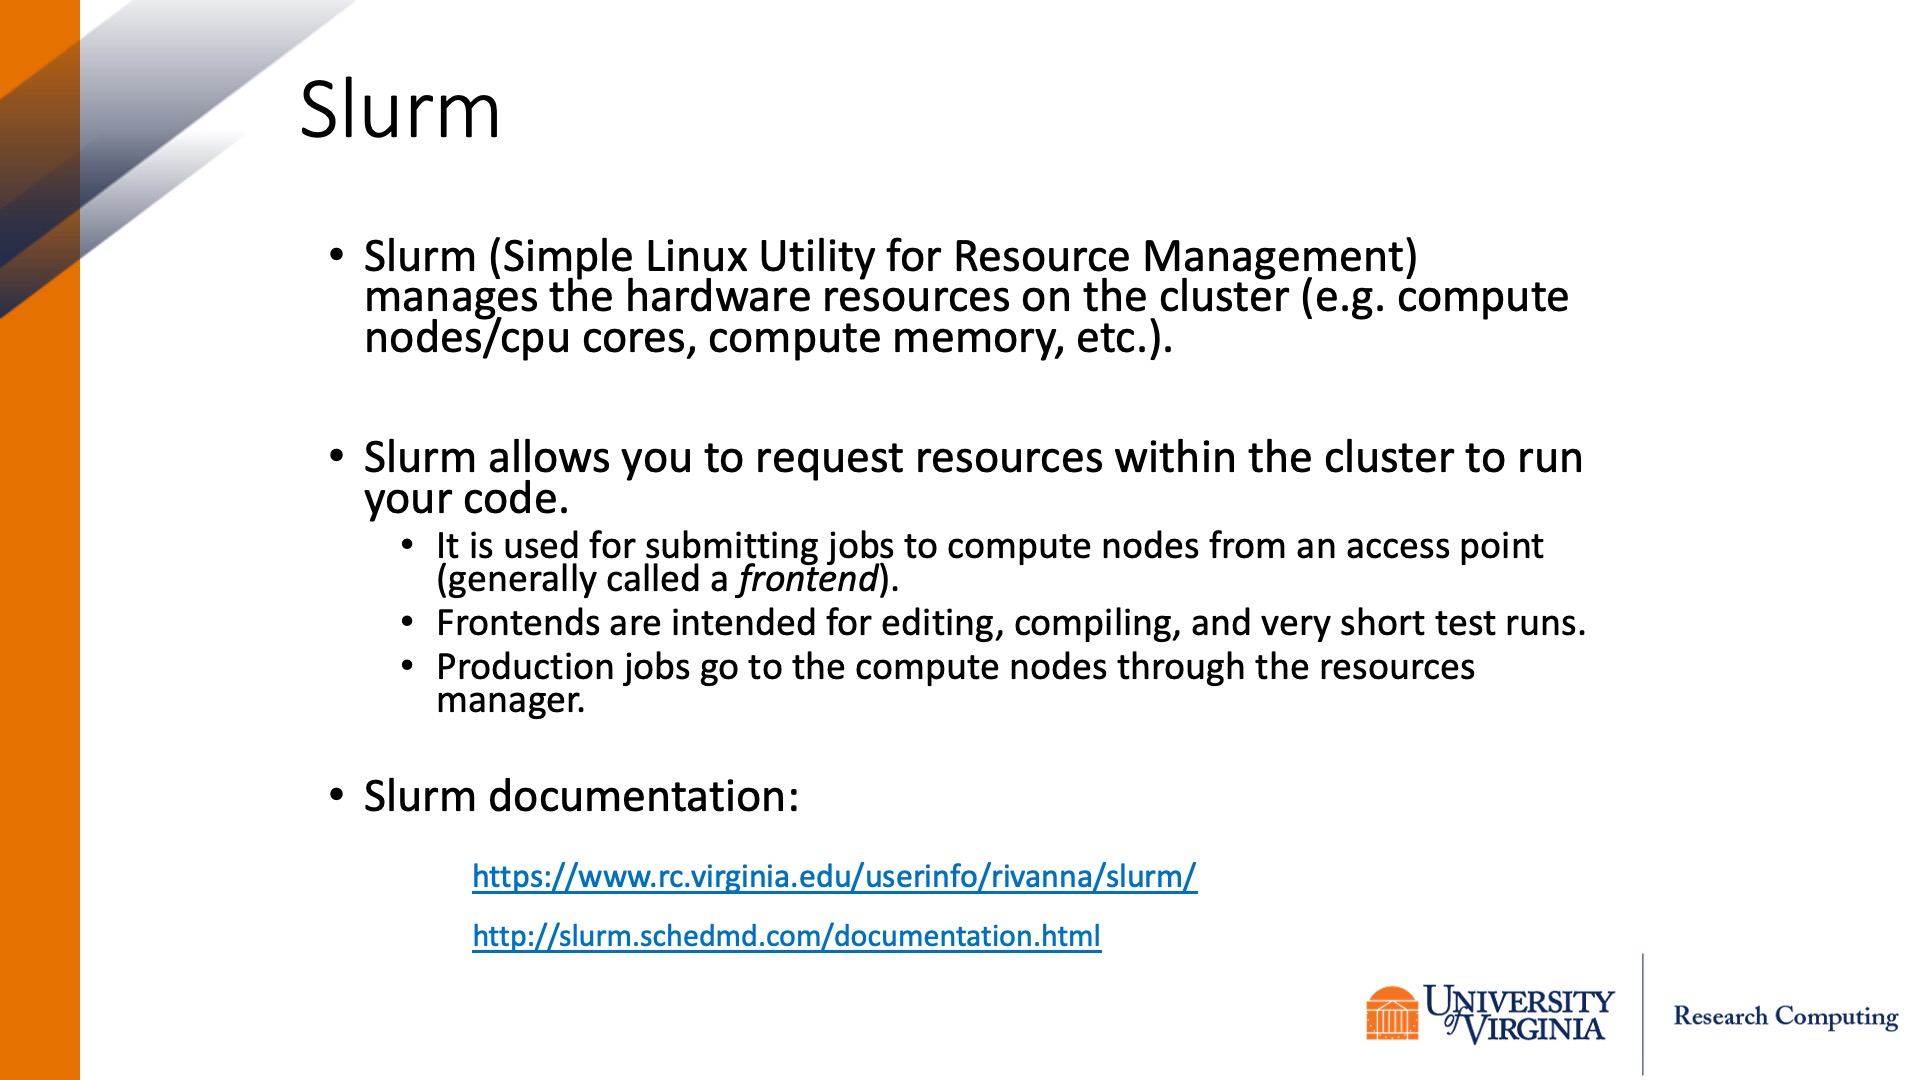 Slurm
• Slurm (Simple Linux Utility for Resource Management)
manages the hardware resources on the cluster (e.g. compute
nodes/cpu cores, compute memory, etc.).
• Slurm allows you to request resources within the cluster to run
your code.
• It is used for submitting jobs to compute nodes from an access point
(generally called a frontend).
• Frontends are intended for editing, compiling, and very short test runs.
• Production jobs go to the compute nodes through the resources
manager.
• Slurm documentation:
https://www.rc.virginia.edu/userinfo/rivanna/slurm/
http://slurm.schedmd.com/documentation.html
UNIVERSITY
of VIRGINIA
Research Computing